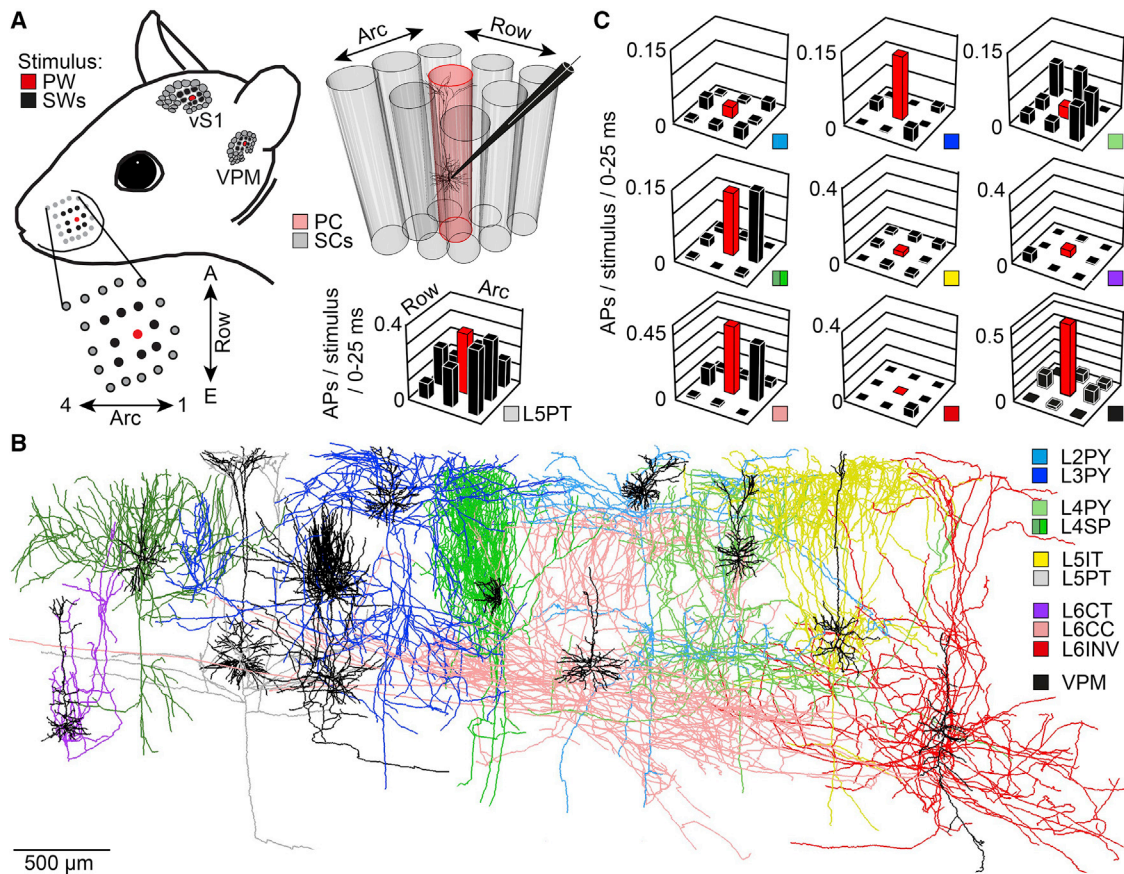 A
Stimulus:
PW
SWs
vS1
VPM
A
Row
E
4
Arc
1
Arc
Row
PC
SCs
APs / stimulus
/ 0-25 ms
0.4
0
Row
Arc
L5PT
C
APs / stimulus / 0-25 ms
0.15
0
0.15
0
0.15
0
0.15
0
0.4
0
0.4
0
0.45
0
0.4
0
0.5
0
B
L2PY
L3PY
L4PY
L4SP
L5IT
L5PT
L6CT
L6CC
L6INV
VPM
500 µm